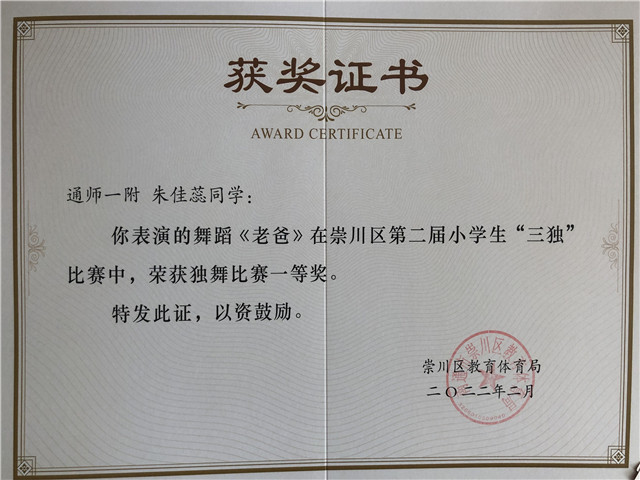 获奖证书
AWARD CERTIFICATE
通师一附 朱佳蕊同学：
你表演的舞蹈《老爸》在崇川区第二届小学生“三独”
比赛中，荣获独舞比赛一等奖。
特发此证，以资鼓励。
崇川区教育体育局
二〇二二年二月